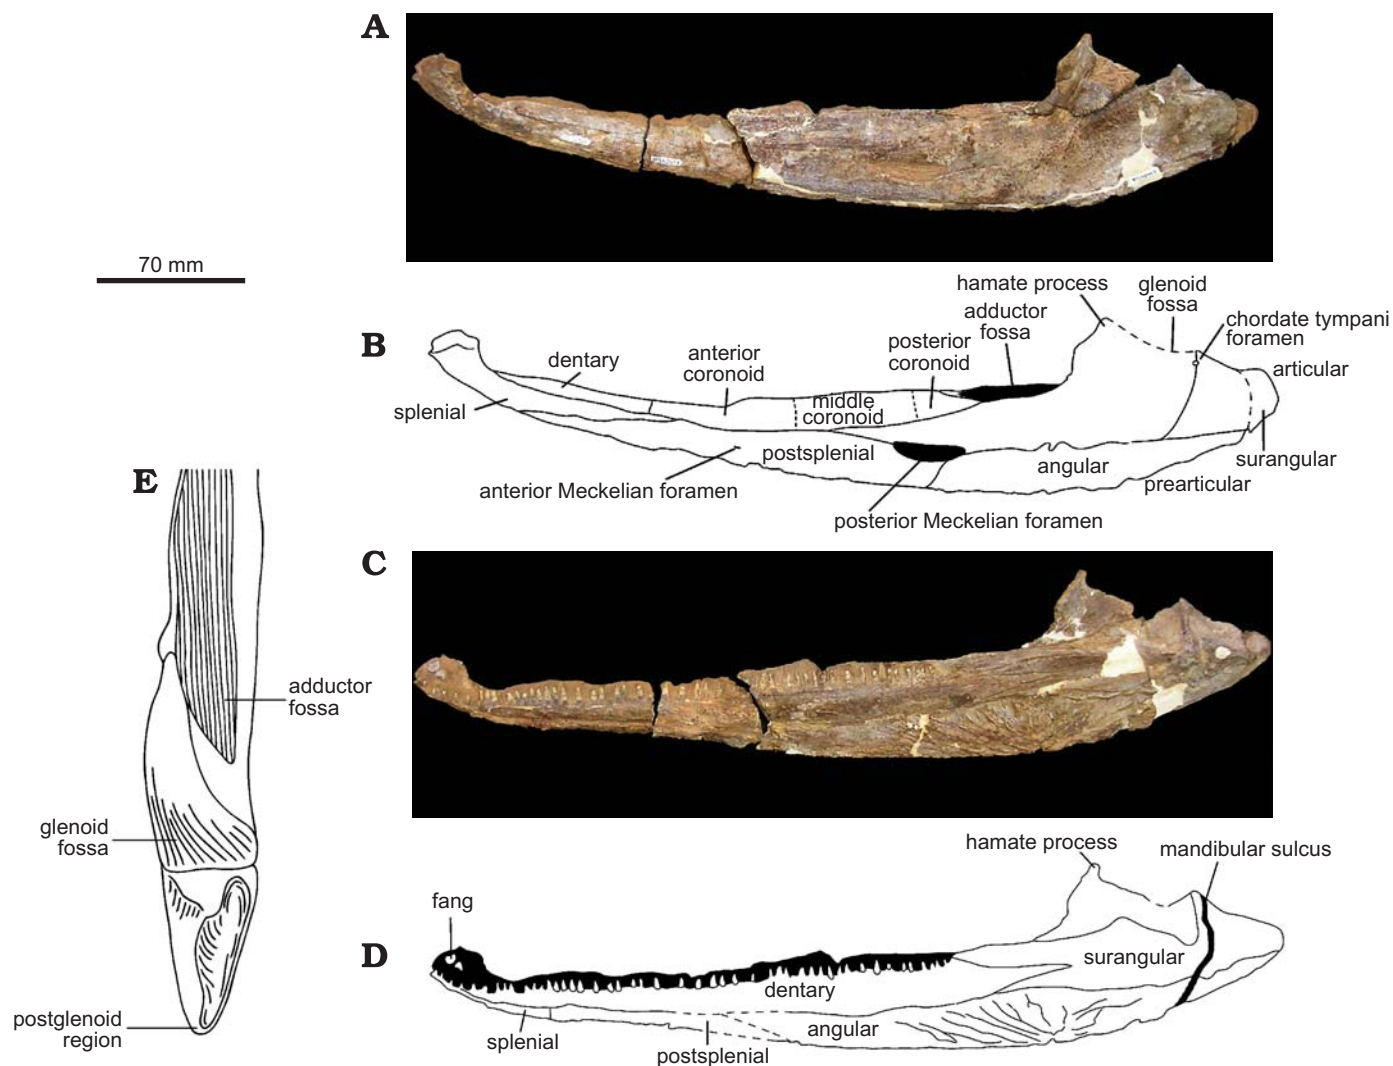 A
70 mm
B
hamate process
glenoid
fossa
adductor
fossa
chordate tympani
foramen
posterior
coronoid
anterior
coronoid
dentary
articular
splenial
middle
coronoid
postsplenial
angular
surangular
prearticular
anterior Meckelian foramen
posterior Meckelian foramen
E
C
adductor
fossa
glenoid
fossa
postglenoid
region
D
hamate process
mandibular sulcus
fang
surangular
dentary
angular
splenial
postsplenial